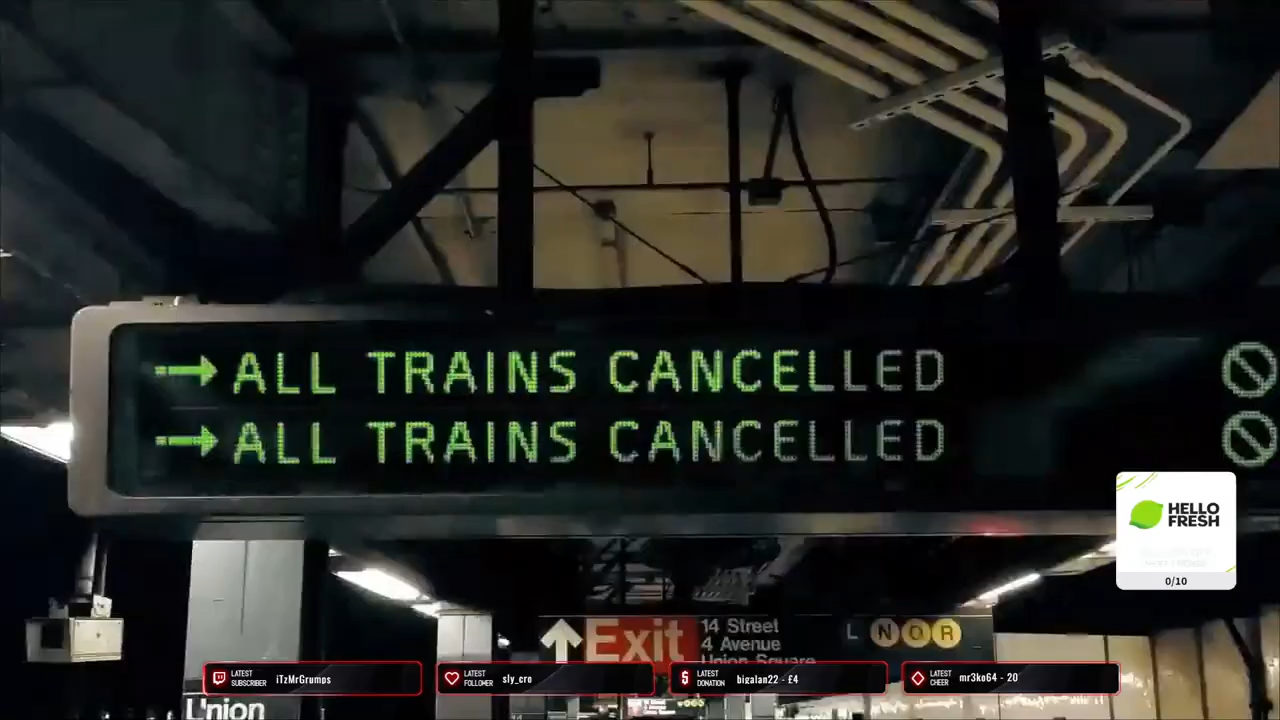 →ALL TRAINS CANCELLED
→ALL TRAINS CANCELLED
HELLO
FRESH
0/10
Exit
14 Street
4 Avenue
Union Square
L N Q R
LATEST
SUBSCRIBER
iTzMrGrumps
LATEST
FOLLOWER
sly_cro
LATEST
DONATION
bigalan22 - £4
LATEST
CHEER
mr3ko64 - 20
Union